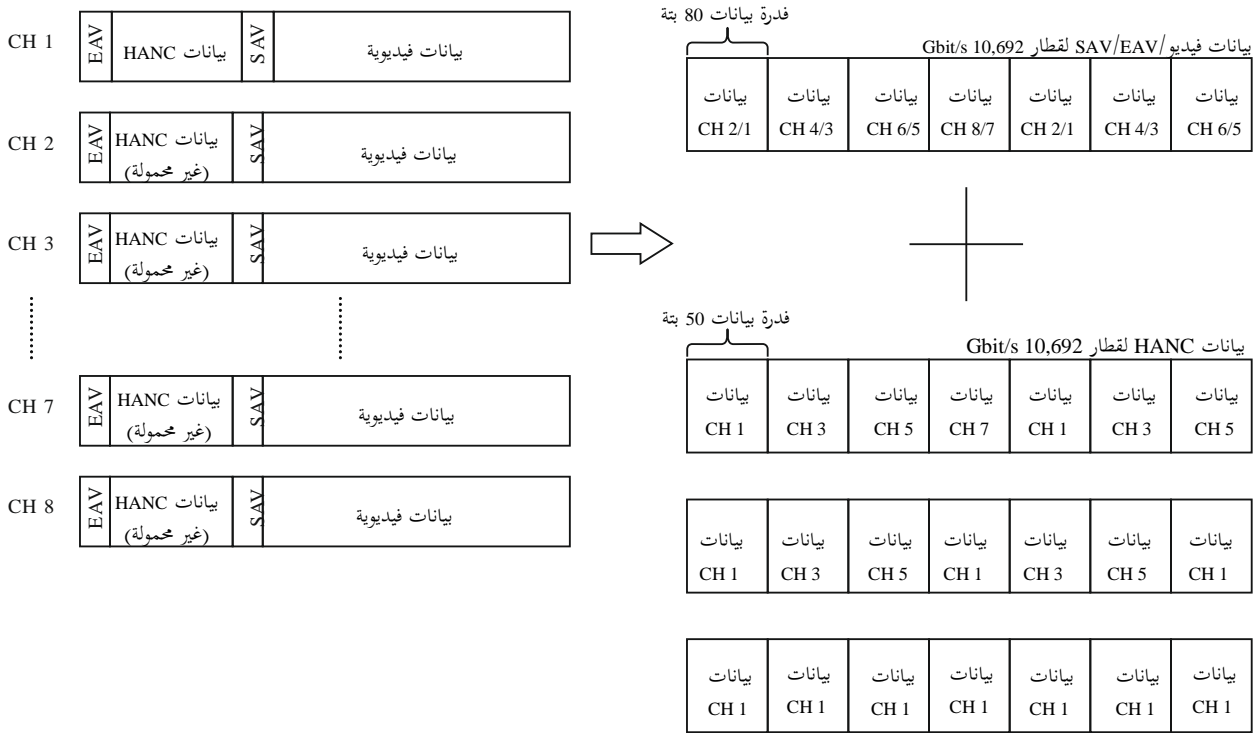 CH 1
EAV
بيانات HANC
SAV
بيانات فيديوية
CH 2
EAV
بيانات HANC
(غير محمولة)
SAV
بيانات فيديوية
CH 3
EAV
بيانات HANC
(غير محمولة)
SAV
بيانات فيديوية
CH 7
EAV
بيانات HANC
(غير محمولة)
SAV
بيانات فيديوية
CH 8
EAV
بيانات HANC
(غير محمولة)
SAV
بيانات فيديوية
فدرة بيانات 80 بتة
بيانات فيديو/SAV/EAV لقطار 10,692 Gbit/s
بيانات بيانات بيانات بيانات بيانات بيانات بيانات
CH 2/1 CH 4/3 CH 6/5 CH 8/7 CH 2/1 CH 4/3 CH 6/5
فدرة بيانات 50 بتة
بيانات HANC لقطار 10,692 Gbit/s
بيانات بيانات بيانات بيانات بيانات بيانات بيانات
CH 1 CH 3 CH 5 CH 7 CH 1 CH 3 CH 5
بيانات بيانات بيانات بيانات بيانات بيانات بيانات
CH 1 CH 3 CH 5 CH 1 CH 3 CH 5 CH 1
بيانات بيانات بيانات بيانات بيانات بيانات بيانات
CH 1 CH 1 CH 1 CH 1 CH 1 CH 1 CH 1